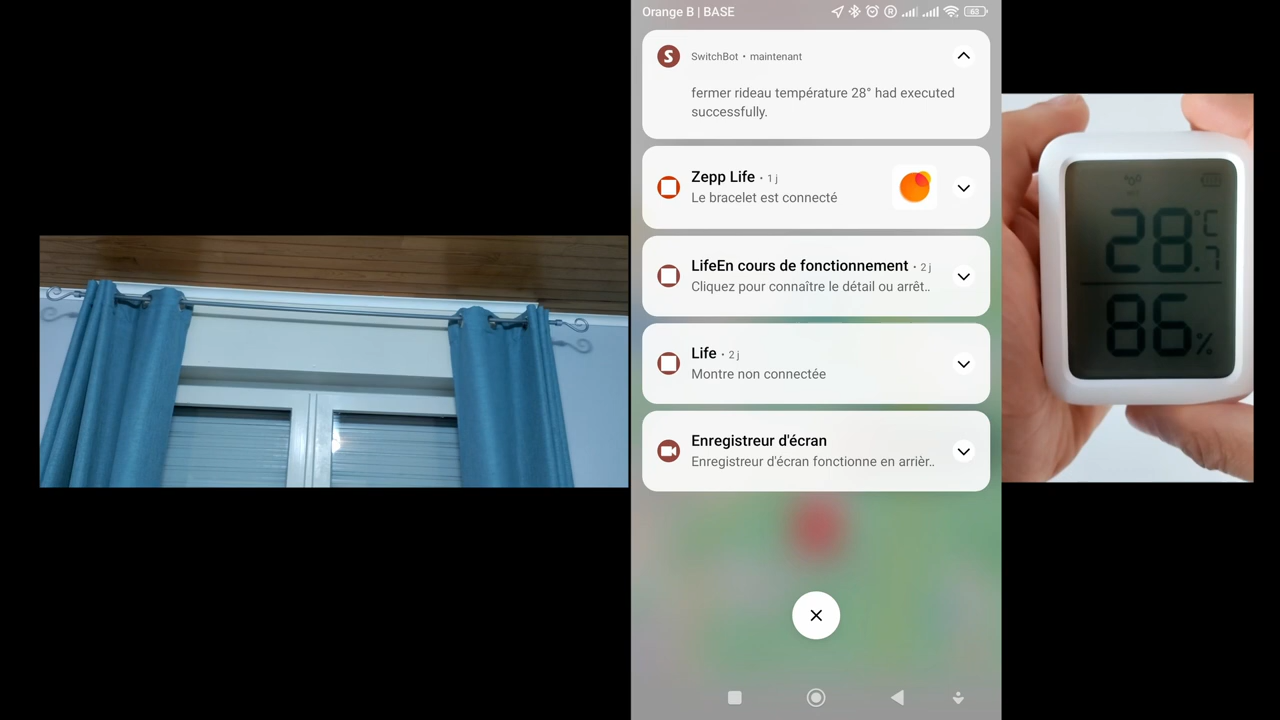 Orange B | BASE
63
SwitchBot • maintenant
fermer rideau température 28° had executed
successfully.
Zepp Life • 1 j
Le bracelet est connecté
LifeEn cours de fonctionnement • 2 j
Cliquez pour connaître le détail ou arrêt..
Life • 2 j
Montre non connectée
Enregistreur d'écran
Enregistreur d'écran fonctionne en arrièr..
28.7 °C
86%